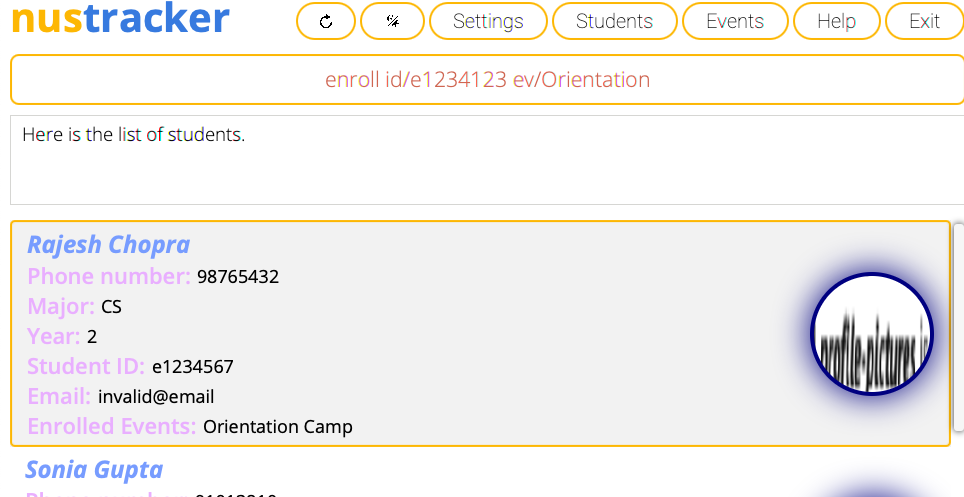 nustracker
Settings Students Events Help Exit
enroll id/e1234123 ev/Orientation
Here is the list of students.
Rajesh Chopra
Phone number: 98765432
Major: CS
Year: 2
Student ID: e1234567
Email: invalid@email
Enrolled Events: Orientation Camp
profile-pictures
Sonia Gupta